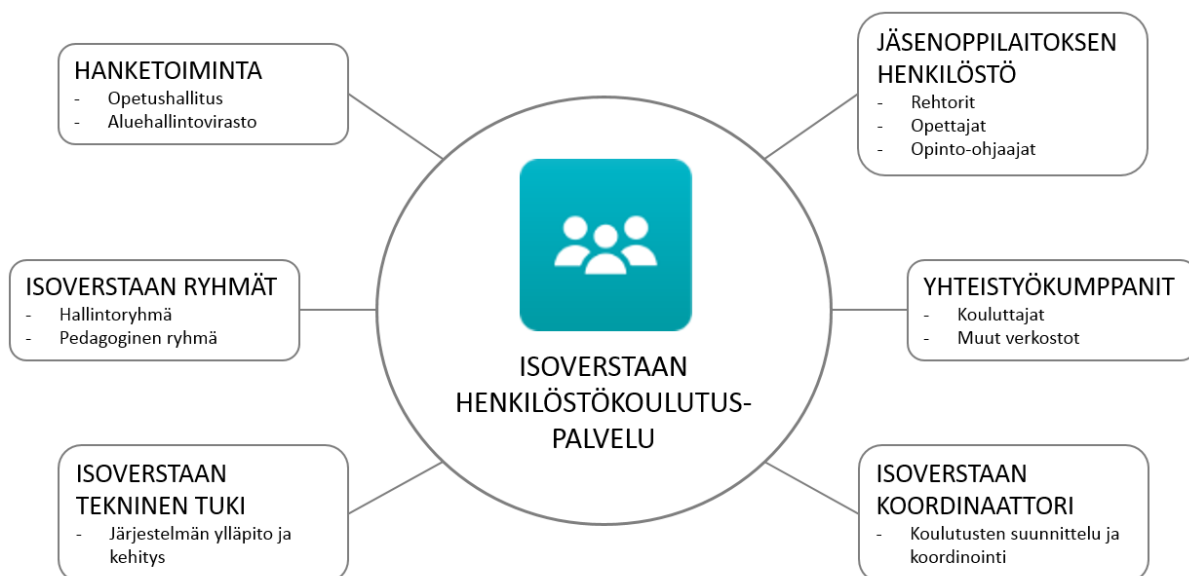 HANKETOIMINTA
- Opetushallitus
- Aluehallintovirasto
JÄSENOPPILAITOKSEN
HENKILÖSTÖ
- Rehtorit
- Opettajat
- Opinto-ohjaajat
ISOVERSTAAN RYHMÄT
- Hallintoryhmä
- Pedagoginen ryhmä
ISOVERSTAAN
HENKILÖSTÖKOULUTUS-
PALVELU
YHTEISTYÖKUMPPANIT
- Kouluttajat
- Muut verkostot
ISOVERSTAAN
TEKNINEN TUKI
- Järjestelmän ylläpito ja
kehitys
ISOVERSTAAN
KOORDINAATTORI
- Koulutusten suunnittelu ja
koordinointi